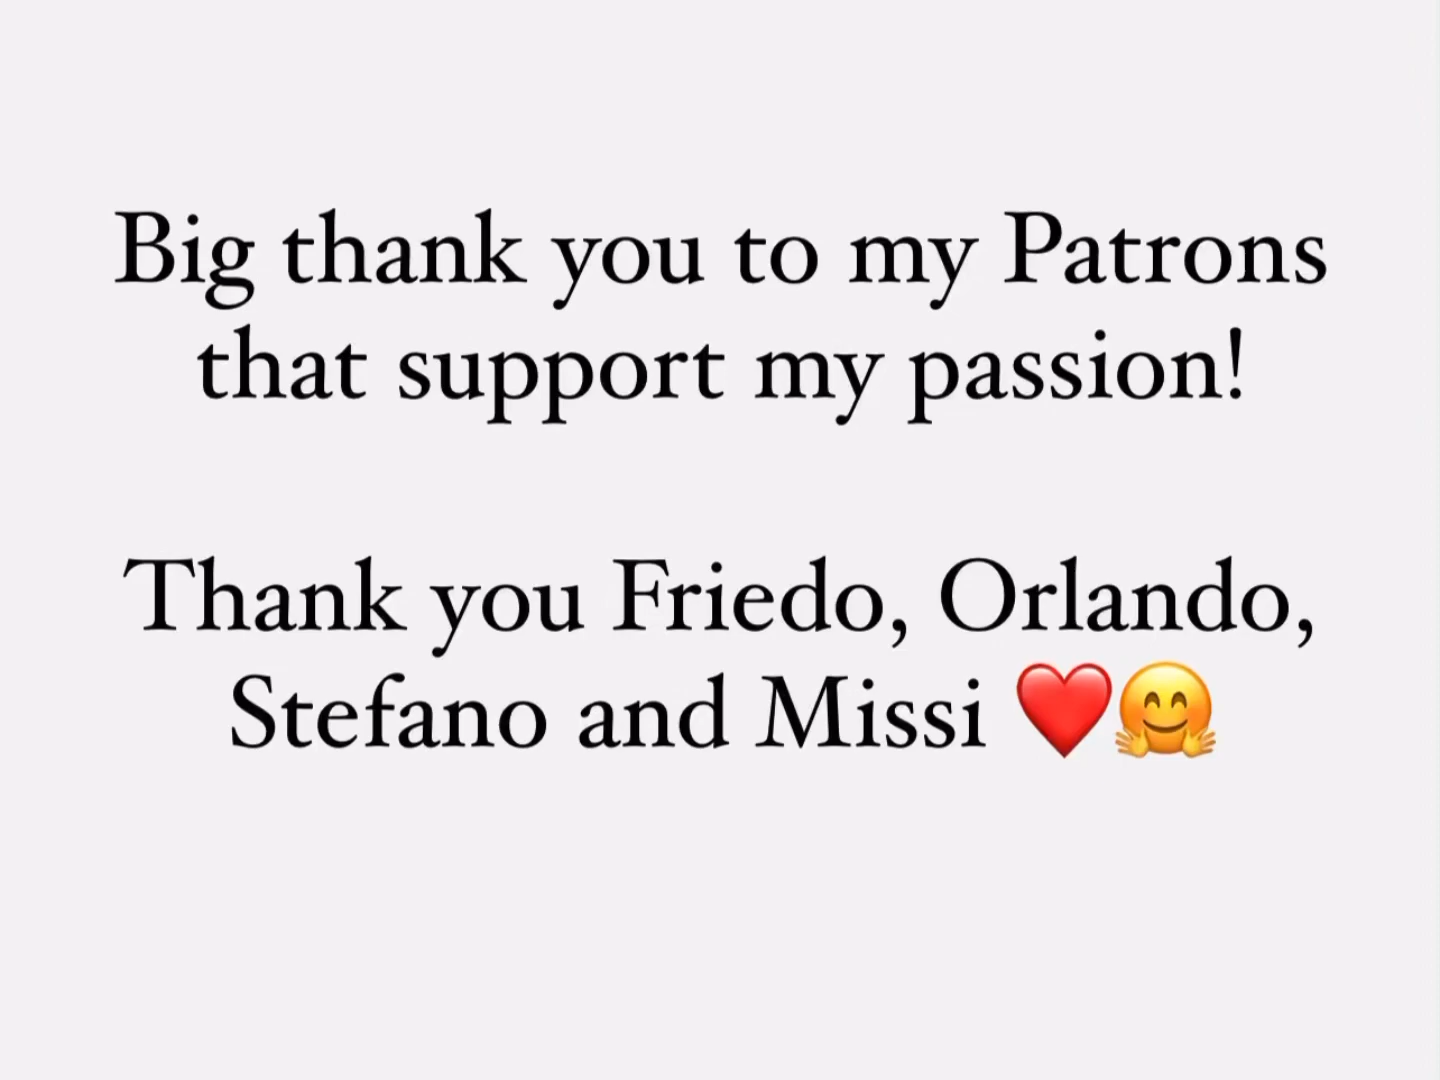 Big thank you to my Patrons
that support my passion!
Thank you Friedo, Orlando,
Stefano and Missi ❤️🤗